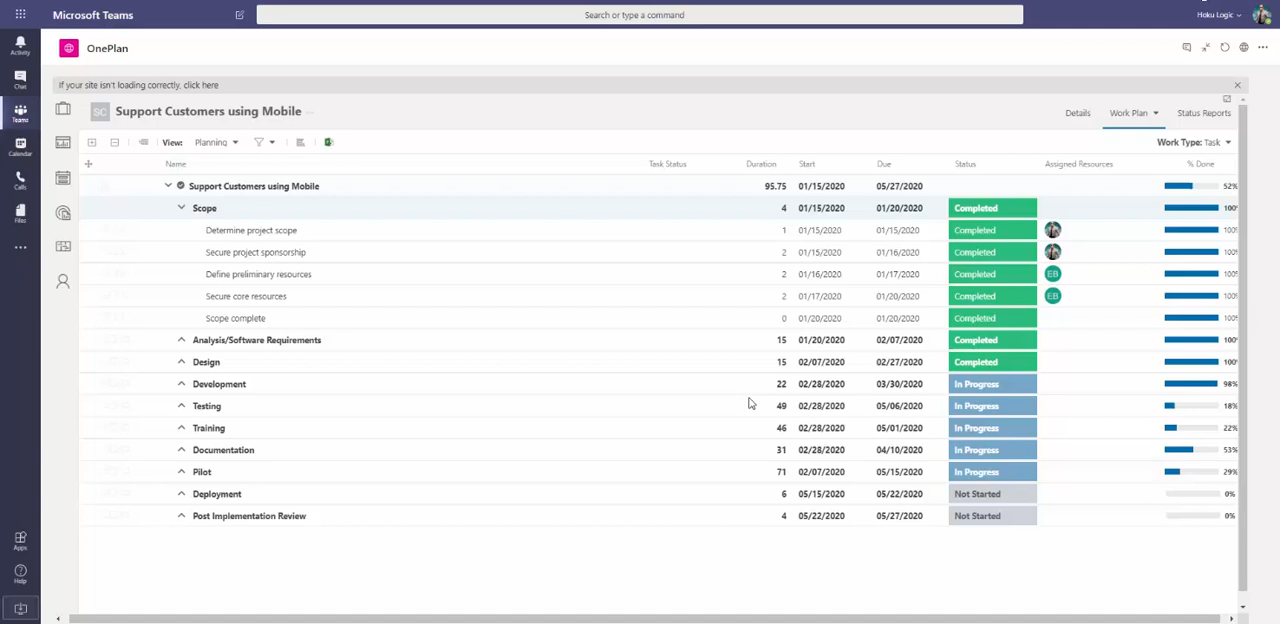 Microsoft Teams
Search or type a command
Hoku Logic
Activity
Chat
Teams
Calendar
Calls
Files
Apps
Help
OnePlan
If your site isn't loading correctly, click here
SC Support Customers using Mobile
Details Work Plan Status Reports
View: Planning Work Type: Task
Name Task Status Duration Start Due Status Assigned Resources % Done
Support Customers using Mobile 95.75 01/15/2020 05/27/2020 52%
Scope 4 01/15/2020 01/20/2020 Completed 100%
Determine project scope 1 01/15/2020 01/15/2020 Completed 100%
Secure project sponsorship 2 01/15/2020 01/16/2020 Completed 100%
Define preliminary resources 2 01/16/2020 01/17/2020 Completed EB 100%
Secure core resources 2 01/17/2020 01/20/2020 Completed EB 100%
Scope complete 0 01/20/2020 01/20/2020 Completed 100%
Analysis/Software Requirements 15 01/20/2020 02/07/2020 Completed 100%
Design 15 02/07/2020 02/27/2020 Completed 100%
Development 22 02/28/2020 03/30/2020 In Progress 98%
Testing 49 02/28/2020 05/06/2020 In Progress 18%
Training 46 02/28/2020 05/01/2020 In Progress 22%
Documentation 31 02/28/2020 04/10/2020 In Progress 53%
Pilot 71 02/07/2020 05/15/2020 In Progress 29%
Deployment 6 05/15/2020 05/22/2020 Not Started 0%
Post Implementation Review 4 05/22/2020 05/27/2020 Not Started 0%